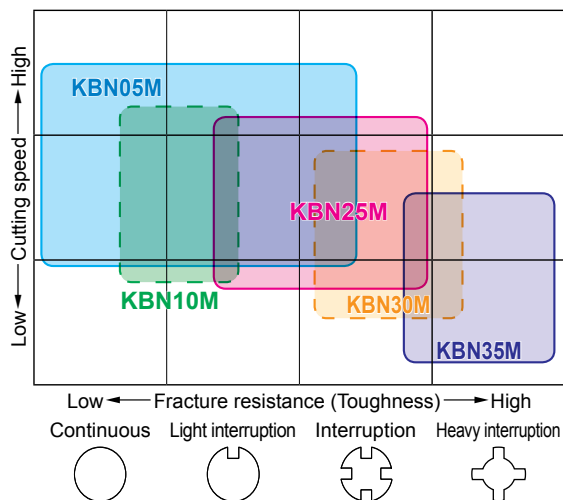 High
Cutting speed
Low
KBN05M
KBN25M
KBN10M
KBN30M
KBN35M
Low Fracture resistance (Toughness) High
Continuous Light interruption Interruption Heavy interruption